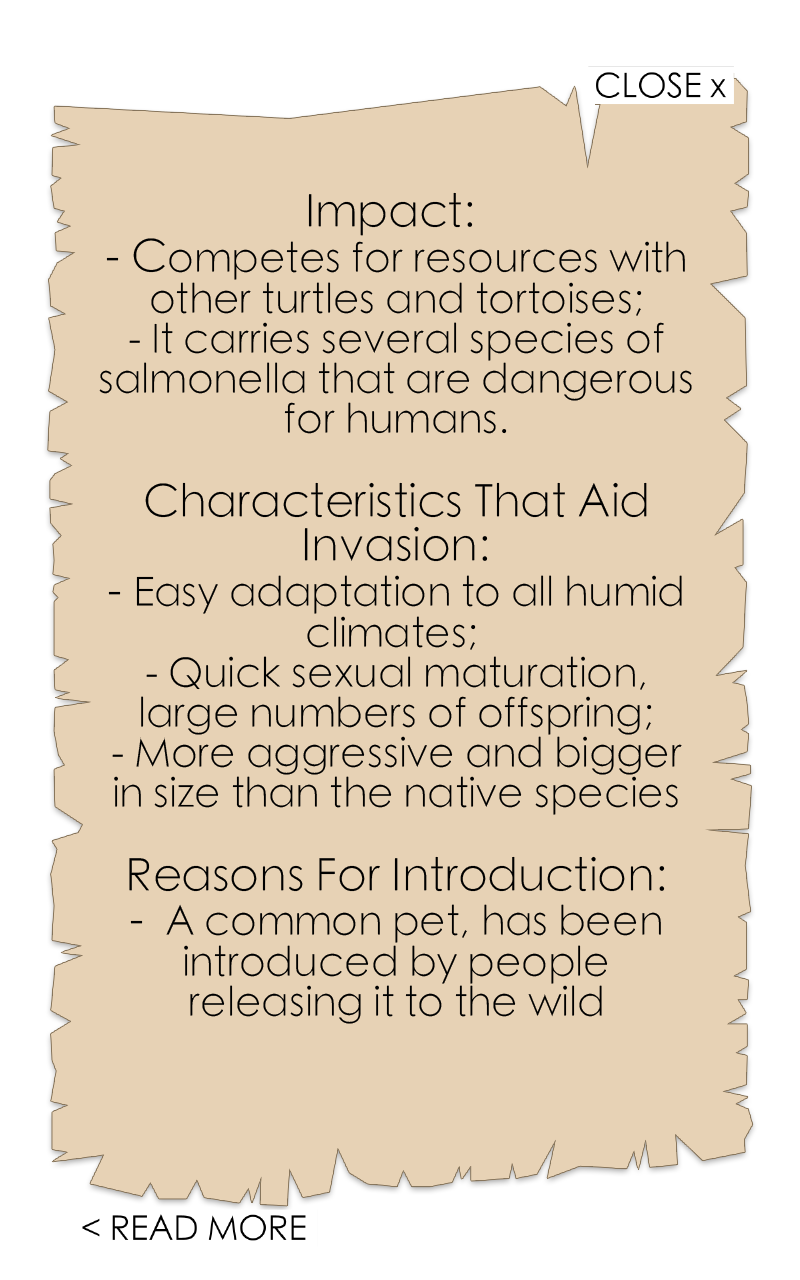 CLOSE x
Impact:
- Competes for resources with
other turtles and tortoises;
- It carries several species of
salmonella that are dangerous
for humans.
Characteristics That Aid
Invasion:
- Easy adaptation to all humid
climates;
- Quick sexual maturation,
large numbers of offspring;
- More aggressive and bigger
in size than the native species
Reasons For Introduction:
- A common pet, has been
introduced by people
releasing it to the wild
< READ MORE